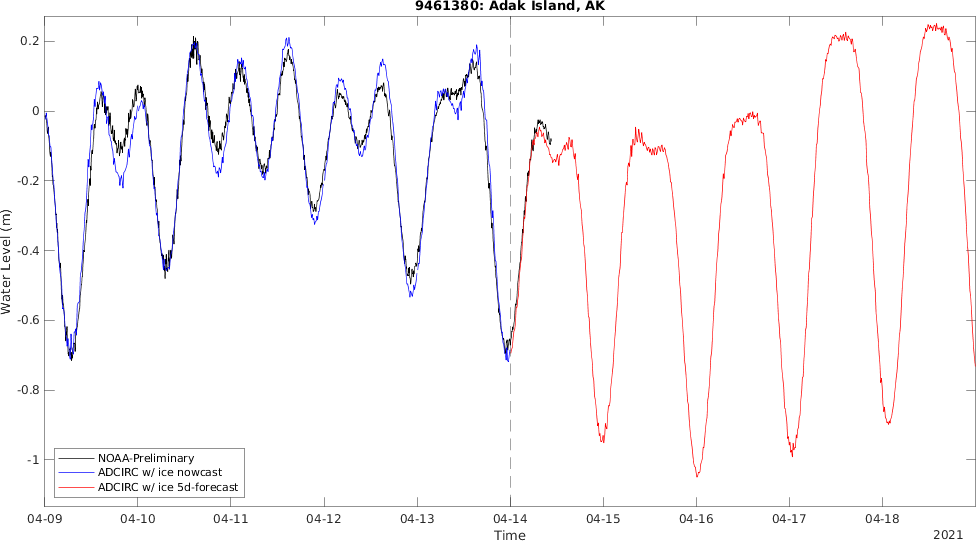 9461380: Adak Island, AK
Water Level (m)
0.2
0
-0.2
-0.4
-0.6
-0.8
-1
NOAA-Preliminary
ADCIRC w/ ice nowcast
ADCIRC w/ ice 5d-forecast
04-09 04-10 04-11 04-12 04-13 04-14 04-15 04-16 04-17 04-18
Time
2021